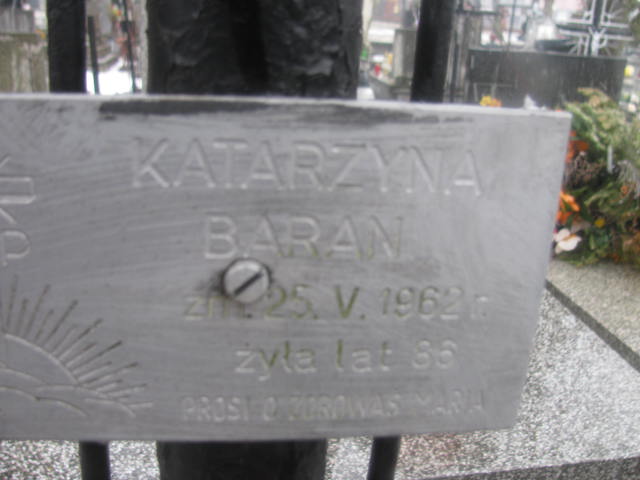 KATARZYNA
BARAN
zm. 25. V. 1962 r.
żyła lat 86
PROSI O ZDROWAŚ MARIA